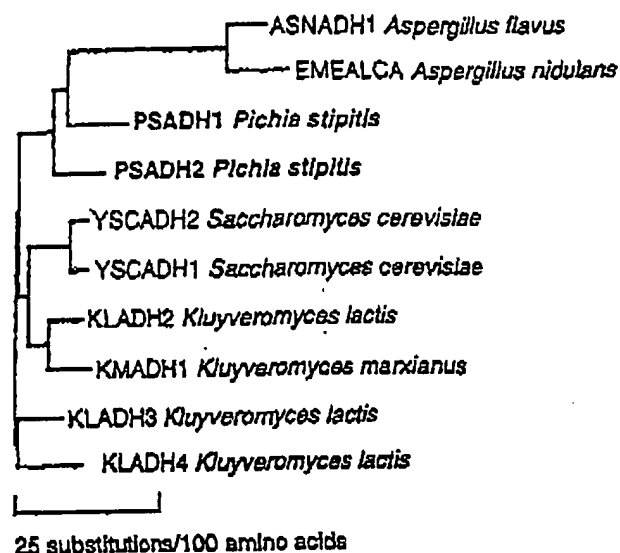 ASNADH1 Aspergillus flavus
EMEALCA Aspergillus nidulans
PSADH1 Pichia stipitis
PSADH2 Pichia stipitis
YSCADH2 Saccharomyces cerevisiae
YSCADH1 Saccharomyces cerevisiae
KLADH2 Kluyveromyces lactis
KMADH1 Kluyveromyces marxianus
KLADH3 Kluyveromyces lactis
KLADH4 Kluyveromyces lactis
25 substitutions/100 amino acids